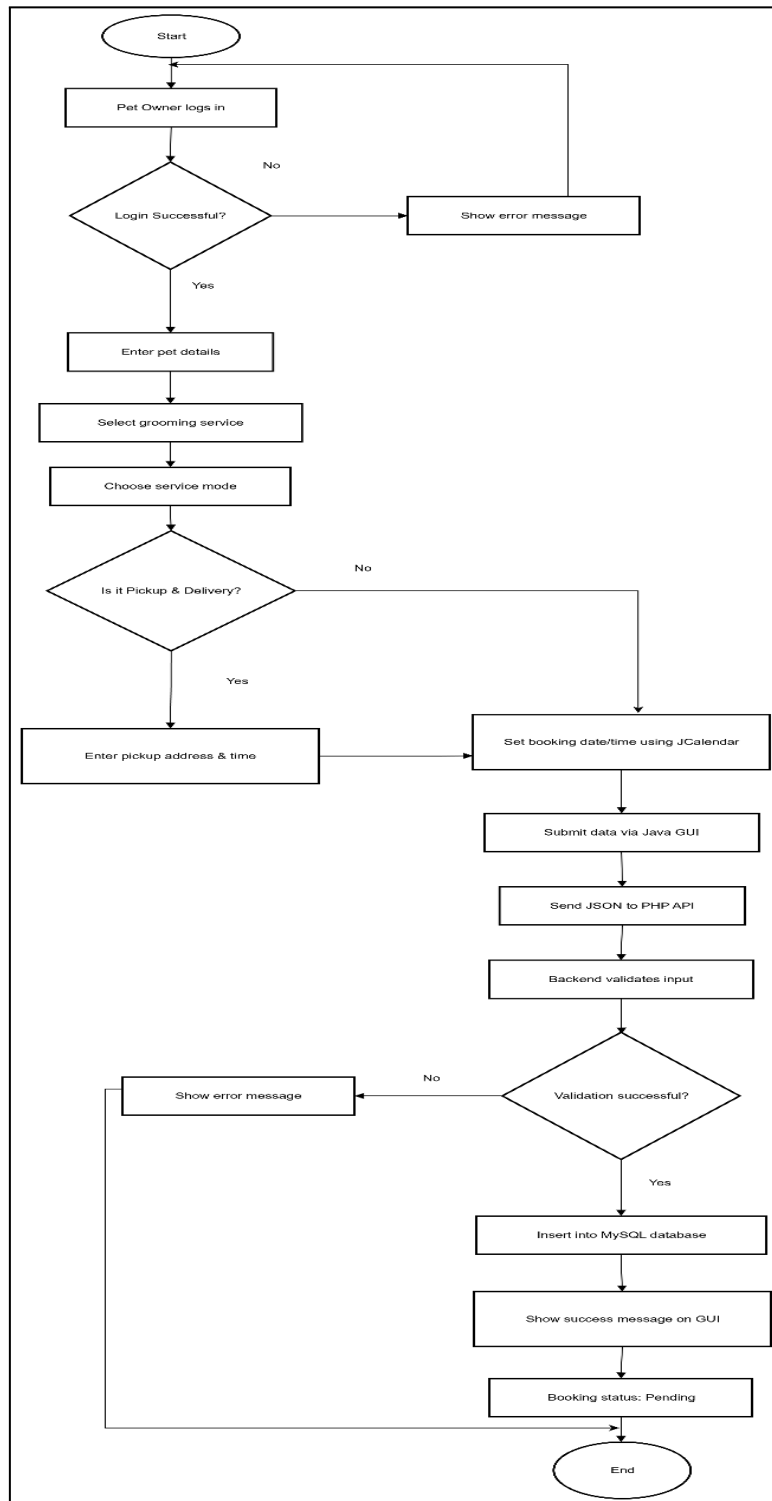 Start
Pet Owner logs in
No
Login Successful?
Show error message
Yes
Enter pet details
Select grooming service
Choose service mode
No
Is it Pickup & Delivery?
Yes
Enter pickup address & time
Set booking date/time using JCalendar
Submit data via Java GUI
Send JSON to PHP API
Backend validates input
No
Show error message
Validation successful?
Yes
Insert into MySQL database
Show success message on GUI
Booking status: Pending
End